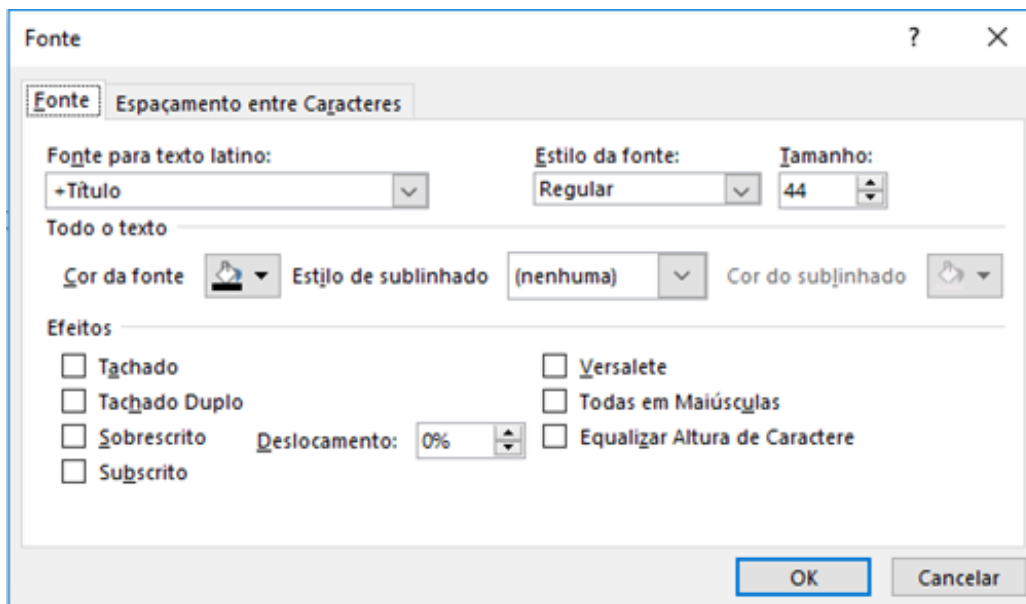 Fonte ? X
Fonte Espaçamento entre Caracteres
Fonte para texto latino: Estilo da fonte: Tamanho:
+Título Regular 44
Todo o texto
Cor da fonte Estilo de sublinhado (nenhuma) Cor do sublinhado
Efeitos
Tachado Versalete
Tachado Duplo Todas em Maiúsculas
Sobrescrito Deslocamento: 0% Equalizar Altura de Caractere
Subscrito
OK Cancelar